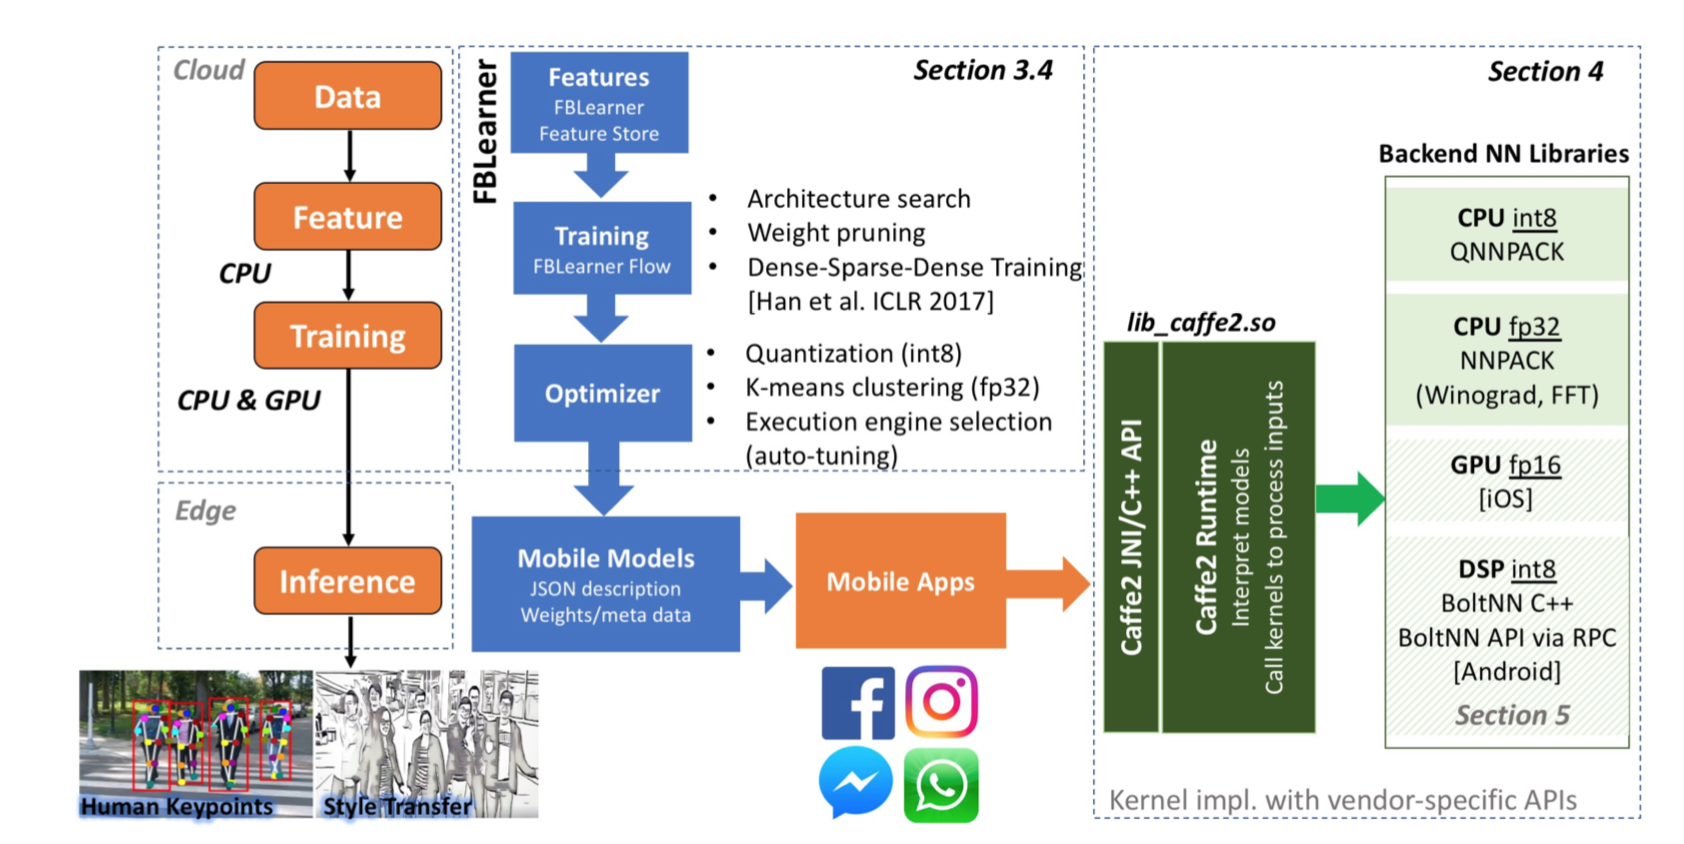 Cloud
Data
Feature
CPU
Training
CPU & GPU
Edge
Inference
Human Keypoints
Style Transfer
FBLearner
Section 3.4
Features
FBLearner
Feature Store
Training
FBLearner Flow
• Architecture search
• Weight pruning
• Dense-Sparse-Dense Training
[Han et al. ICLR 2017]
Optimizer
• Quantization (int8)
• K-means clustering (fp32)
• Execution engine selection
(auto-tuning)
Mobile Models
JSON description
Weights/meta data
Mobile Apps
Section 4
lib_caffe2.so
Caffe2 JNI/C++ API
Caffe2 Runtime
Interpret models
Call kernels to process inputs
Backend NN Libraries
CPU int8
QNNPACK
CPU fp32
NNPACK
(Winograd, FFT)
GPU fp16
[iOS]
DSP int8
BoltNN C++
BoltNN API via RPC
[Android]
Section 5
Kernel impl. with vendor-specific APIs